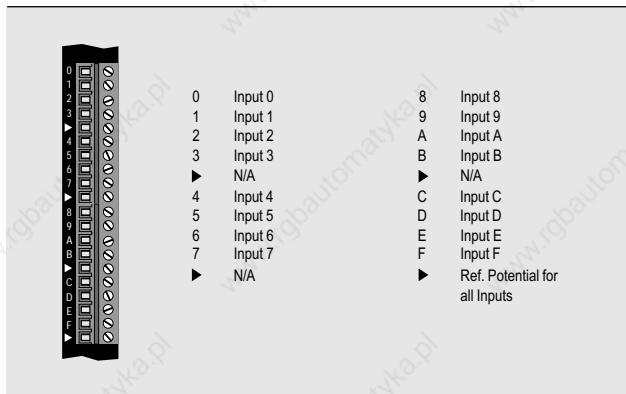 0
1
2
3
▶
4
5
6
7
▶
8
9
A
B
▶
C
D
E
F
▶
0 Input 0
1 Input 1
2 Input 2
3 Input 3
▶ N/A
4 Input 4
5 Input 5
6 Input 6
7 Input 7
▶ N/A
8 Input 8
9 Input 9
A Input A
B Input B
▶ N/A
C Input C
D Input D
E Input E
F Input F
▶ Ref. Potential for
all Inputs
www.rgbautomatyka.pl